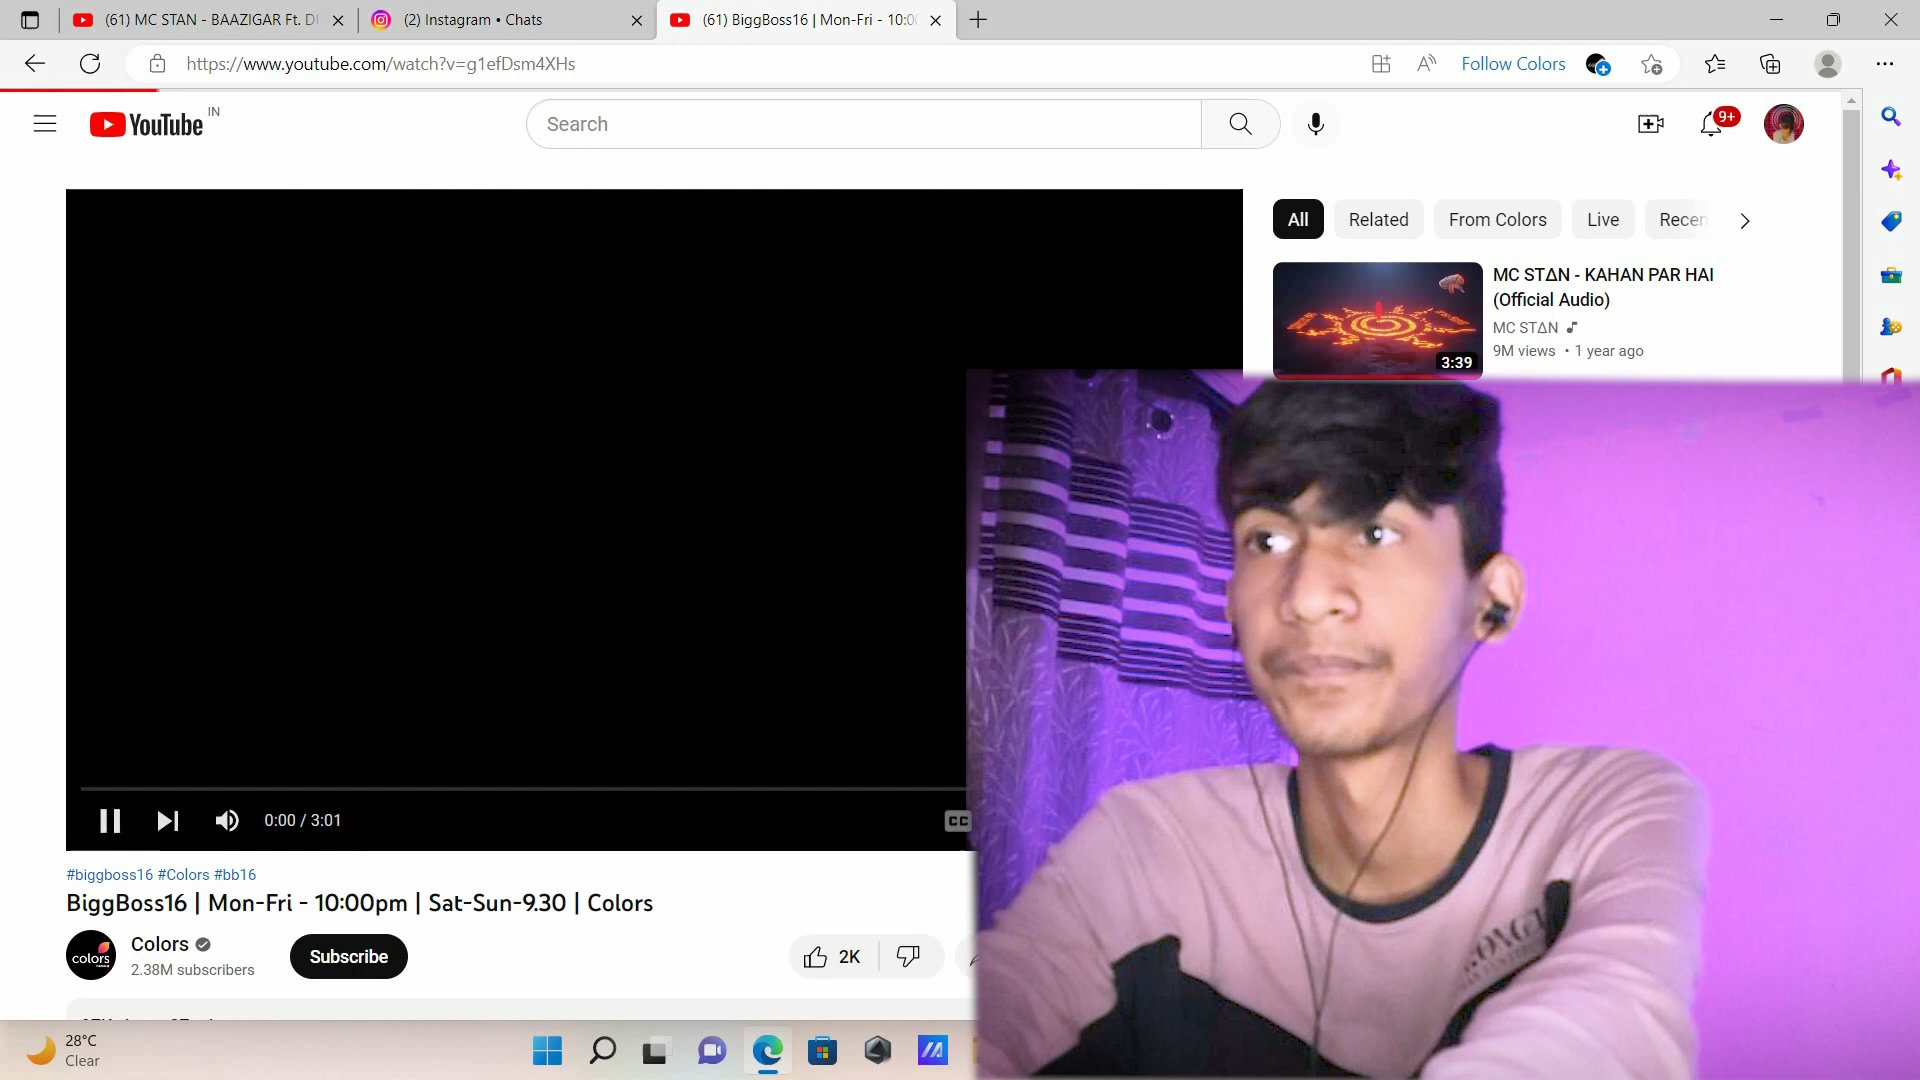 (61) MC STAN - BAAZIGAR Ft. D
(2) Instagram • Chats
(61) BiggBoss16 | Mon-Fri - 10:00
https://www.youtube.com/watch?v=g1efDsm4XHs
Follow Colors
YouTube IN
Search
9+
All
Related
From Colors
Live
Recen
MC STΔN - KAHAN PAR HAI
(Official Audio)
MC STΔN
9M views • 1 year ago
3:39
0:00 / 3:01
CC
#biggboss16 #Colors #bb16
BiggBoss16 | Mon-Fri - 10:00pm | Sat-Sun-9.30 | Colors
colors
Colors
2.38M subscribers
Subscribe
2K
28°C
Clear